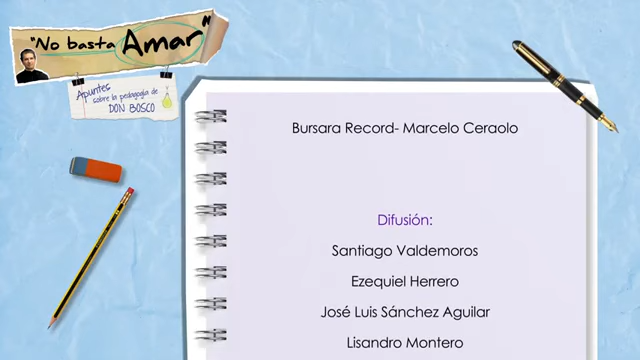 "No basta Amar"
Apuntes
sobre la pedagogía de
DON BOSCO
Bursara Record- Marcelo Ceraolo
Difusión:
Santiago Valdemoros
Ezequiel Herrero
José Luis Sánchez Aguilar
Lisandro Montero